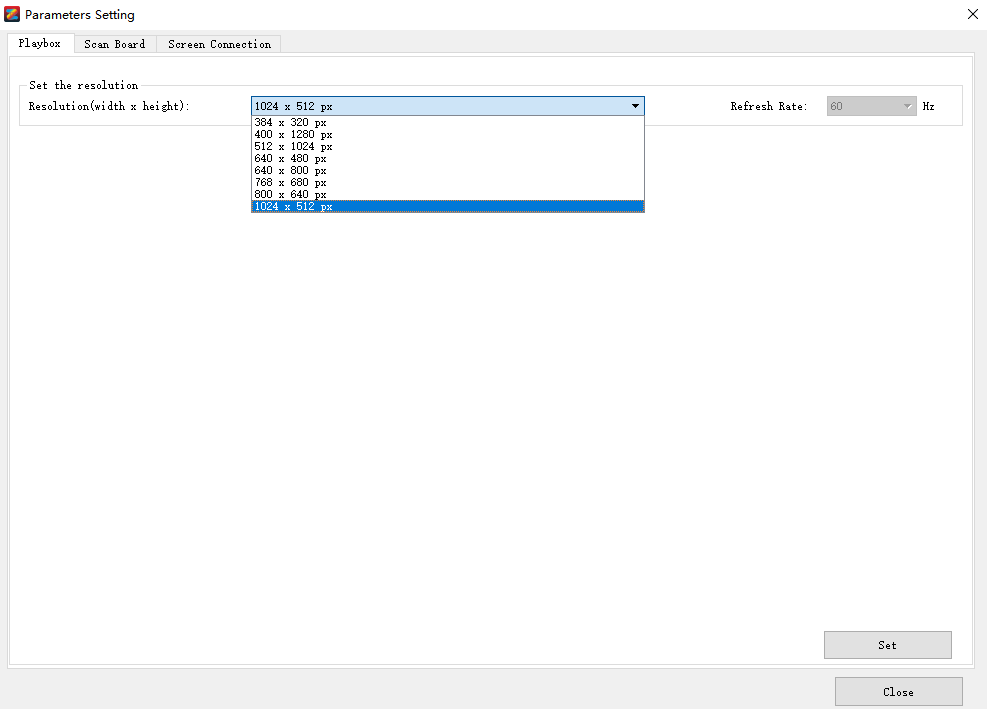 Parameters Setting
Playbox Scan Board Screen Connection
Set the resolution
Resolution(width x height): 1024 x 512 px Refresh Rate: 60 Hz
384 x 320 px
400 x 1280 px
512 x 1024 px
640 x 480 px
640 x 800 px
768 x 680 px
800 x 640 px
1024 x 512 px
Set
Close